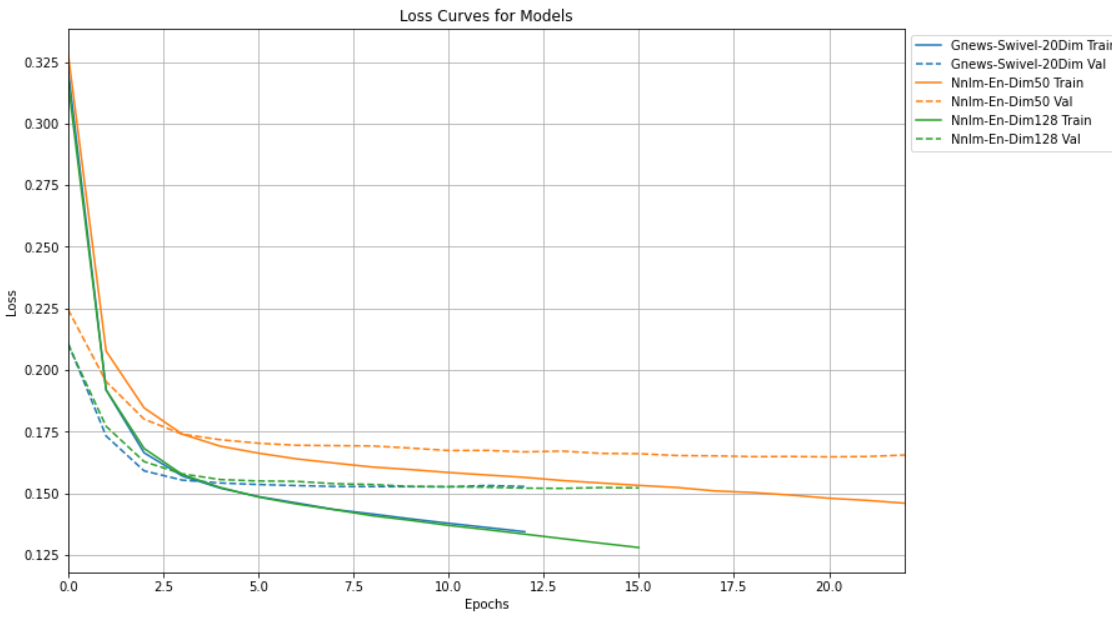 Loss Curves for Models
Gnews-Swivel-20Dim Train
Gnews-Swivel-20Dim Val
Nnlm-En-Dim50 Train
Nnlm-En-Dim50 Val
Nnlm-En-Dim128 Train
Nnlm-En-Dim128 Val
0.325
0.300
0.275
0.250
0.225
0.200
0.175
0.150
0.125
Loss
0.0 2.5 5.0 7.5 10.0 12.5 15.0 17.5 20.0
Epochs